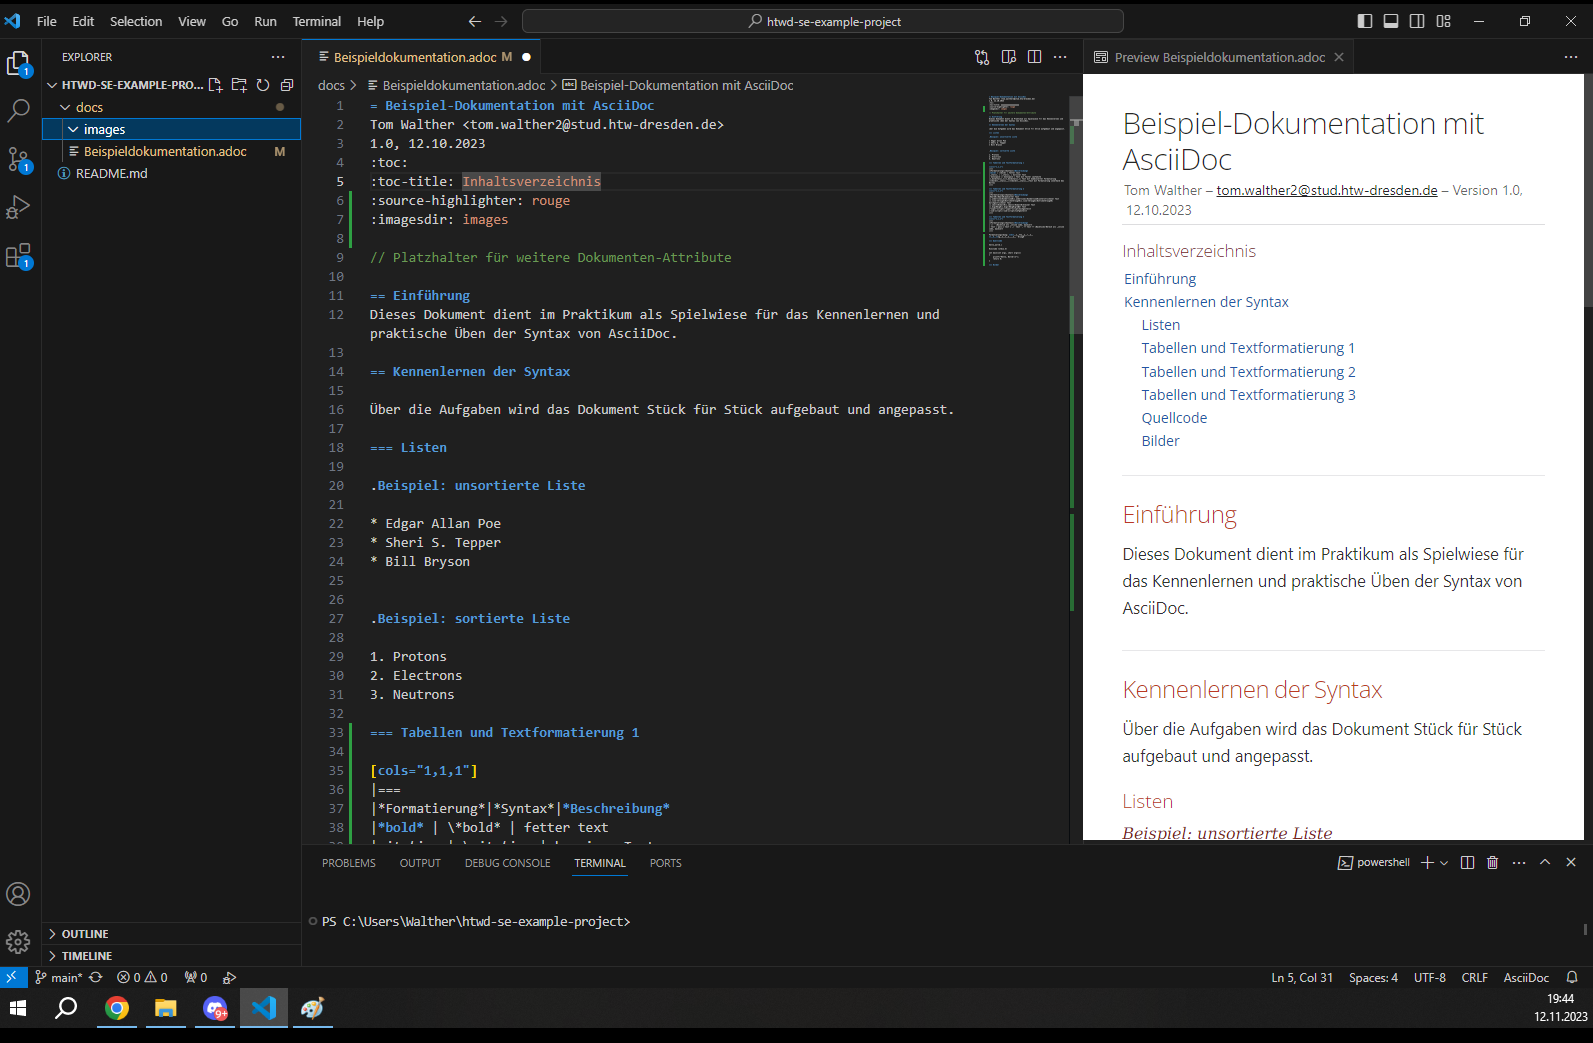 File Edit Selection View Go Run Terminal Help
htwd-se-example-project
EXPLORER
HTWD-SE-EXAMPLE-PRO...
docs
images
Beispieldokumentation.adoc M
README.md
OUTLINE
TIMELINE
1
1
1
Beispieldokumentation.adoc M
docs > Beispieldokumentation.adoc > Beispiel-Dokumentation mit AsciiDoc
1 = Beispiel-Dokumentation mit AsciiDoc
2 Tom Walther <tom.walther2@stud.htw-dresden.de>
3 1.0, 12.10.2023
4 :toc:
5 :toc-title: Inhaltsverzeichnis
6 :source-highlighter: rouge
7 :imagesdir: images
8
9 // Platzhalter für weitere Dokumenten-Attribute
10
11 == Einführung
12 Dieses Dokument dient im Praktikum als Spielwiese für das Kennenlernen und
praktische Üben der Syntax von AsciiDoc.
13
14 == Kennenlernen der Syntax
15
16 Über die Aufgaben wird das Dokument Stück für Stück aufgebaut und angepasst.
17
18 === Listen
19
20 .Beispiel: unsortierte Liste
21
22 * Edgar Allan Poe
23 * Sheri S. Tepper
24 * Bill Bryson
25
26
27 .Beispiel: sortierte Liste
28
29 1. Protons
30 2. Electrons
31 3. Neutrons
32
33 === Tabellen und Textformatierung 1
34
35 [cols="1,1,1"]
36 |===
37 |*Formatierung*|*Syntax*|*Beschreibung*
38 |*bold* | \*bold* | fetter text
Preview Beispieldokumentation.adoc
Beispiel-Dokumentation mit
AsciiDoc
Tom Walther – tom.walther2@stud.htw-dresden.de – Version 1.0,
12.10.2023
Inhaltsverzeichnis
Einführung
Kennenlernen der Syntax
Listen
Tabellen und Textformatierung 1
Tabellen und Textformatierung 2
Tabellen und Textformatierung 3
Quellcode
Bilder
Einführung
Dieses Dokument dient im Praktikum als Spielwiese für
das Kennenlernen und praktische Üben der Syntax von
AsciiDoc.
Kennenlernen der Syntax
Über die Aufgaben wird das Dokument Stück für Stück
aufgebaut und angepasst.
Listen
Beispiel: unsortierte Liste
PROBLEMS OUTPUT DEBUG CONSOLE TERMINAL PORTS
powershell
PS C:\Users\Walther\htwd-se-example-project>
main* 0 0 0
Ln 5, Col 31 Spaces: 4 UTF-8 CRLF AsciiDoc
9+
19:44
12.11.2023